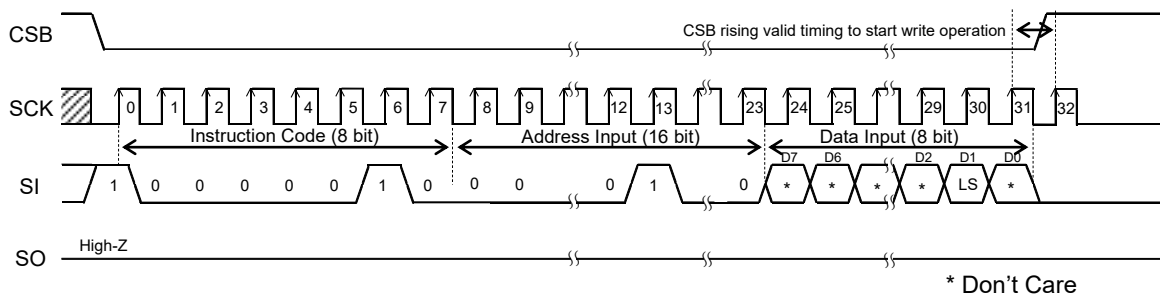 CSB
CSB rising valid timing to start write operation
SCK
0 1 2 3 4 5 6 7 8 9 12 13 23 24 25 29 30 31 32
Instruction Code (8 bit) Address Input (16 bit) Data Input (8 bit)
D7 D6 D2 D1 D0
SI
1 0 0 0 0 0 1 0 0 0 0 1 0 * * * * LS *
High-Z
SO
* Don't Care